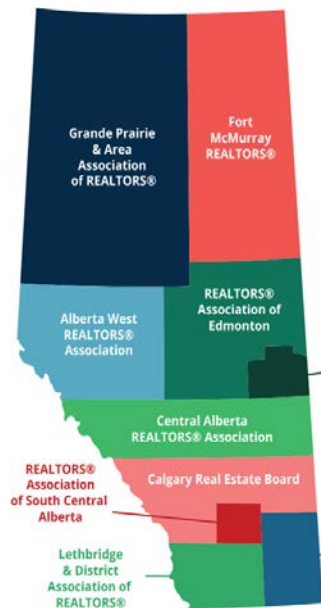 Grande Prairie
& Area
Association
of REALTORS®
Fort
McMurray
REALTORS®
Alberta West
REALTORS®
Association
REALTORS®
Association of
Edmonton
Central Alberta
REALTORS® Association
REALTORS®
Association
of South Central
Alberta
Calgary Real Estate Board
Lethbridge
& District
Association of
REALTORS®